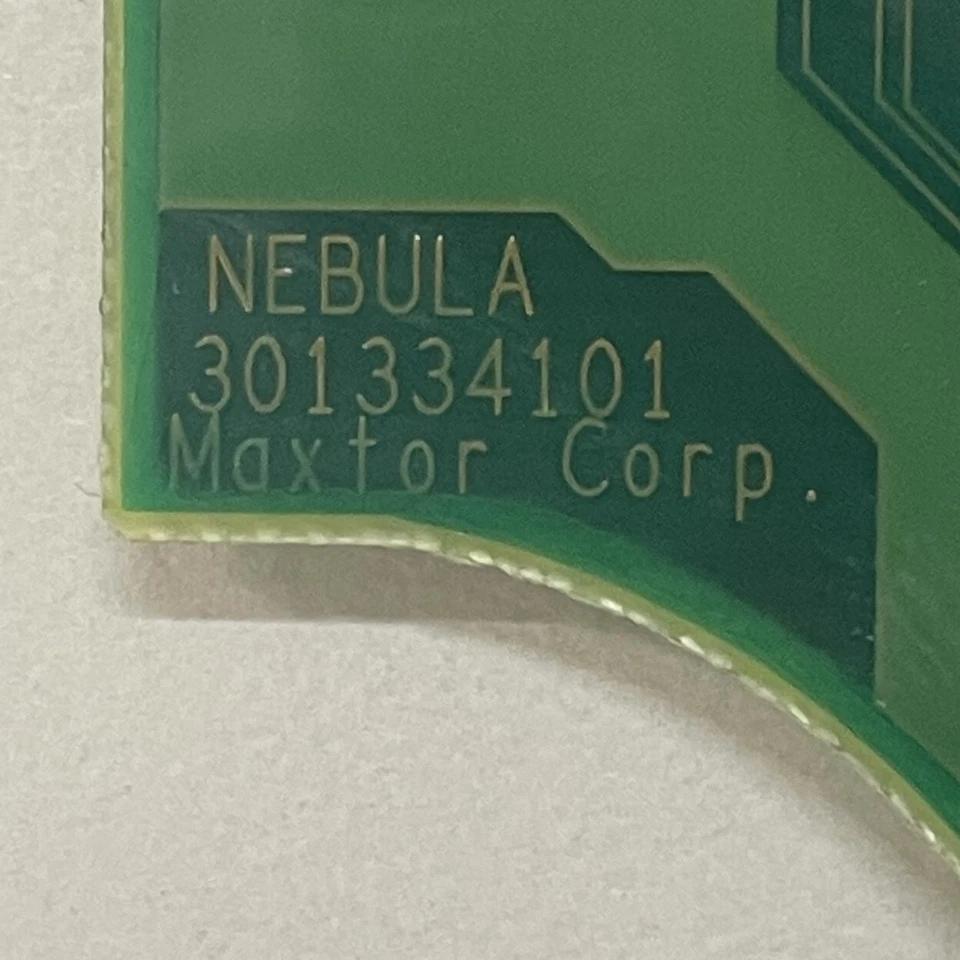 NEBULA
301334101
Maxtor Corp.